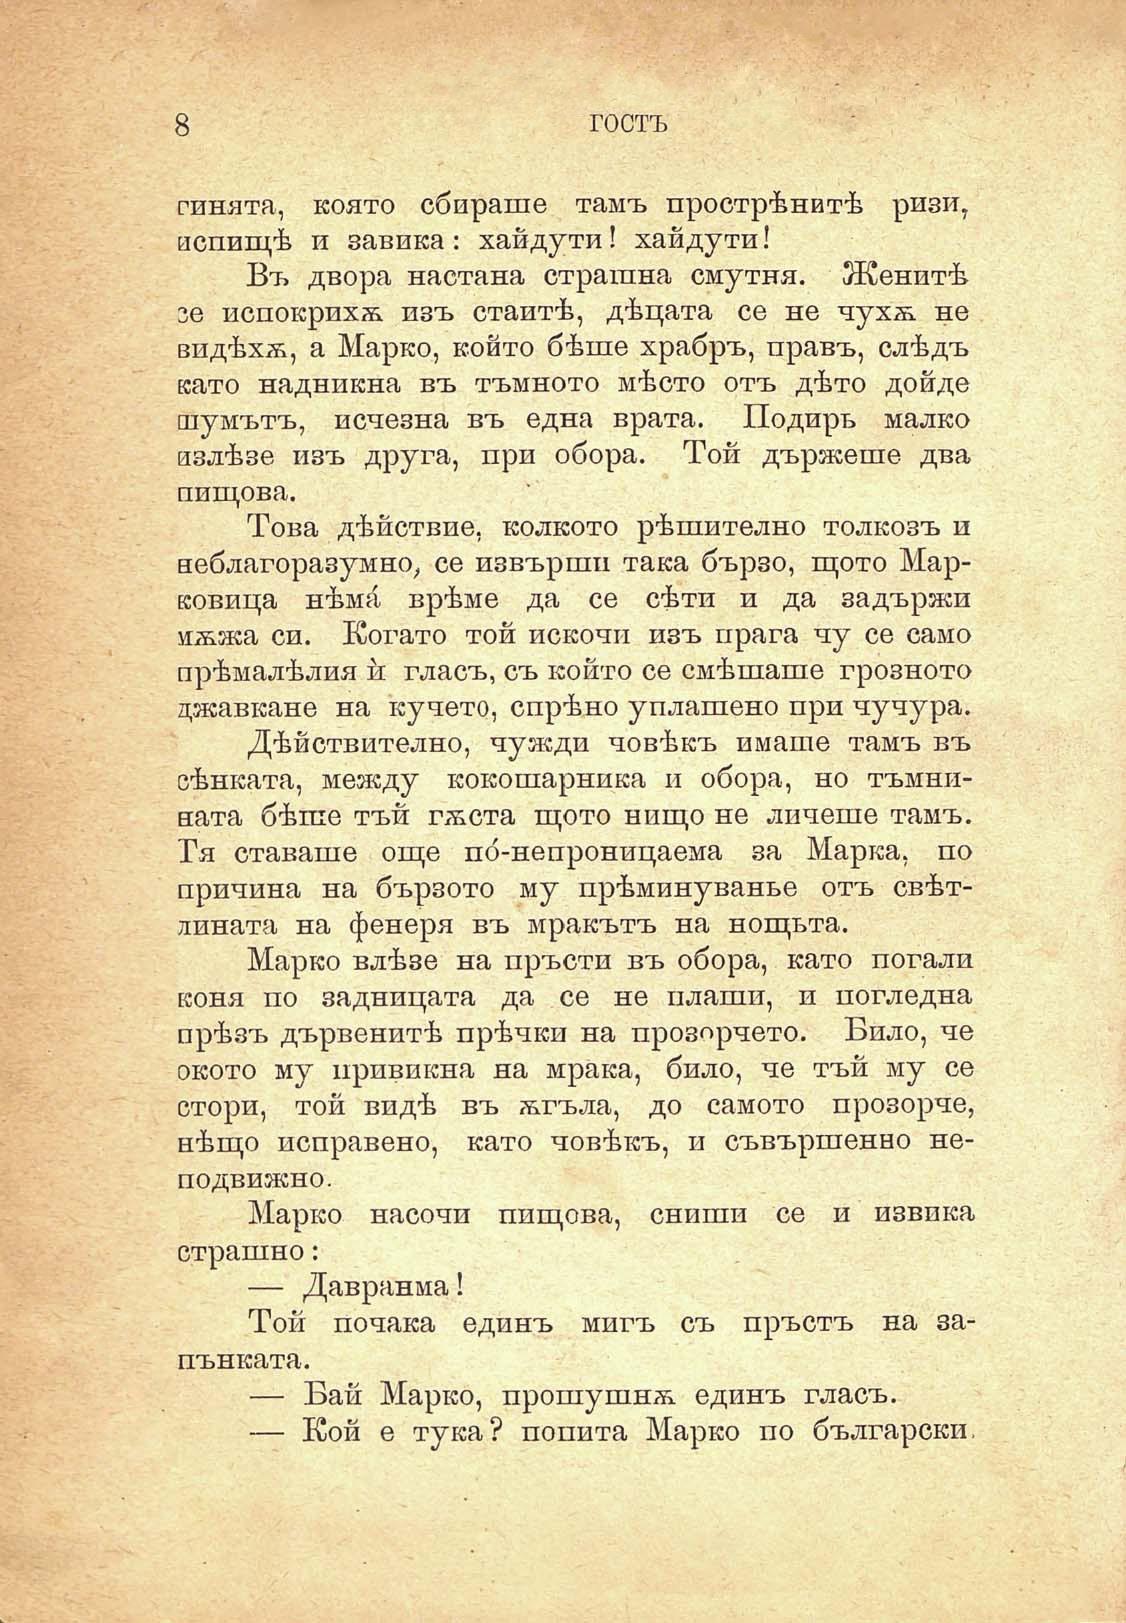 8 ГОСТЪ
гинята, която сбираше тамъ прострѣнитѣ ризи,
испищѣ и завика: хайдути! хайдути!
Въ двора настана страшна смутня. Женитѣ
се испокрихѫ изъ стаитѣ, дѣцата се не чухѫ не
видѣхѫ, а Марко, който бѣше храбръ, правъ, слѣдъ
като надникна въ тъмното мѣсто отъ дѣто дойде
шумътъ, исчезна въ една врата. Подирь малко
излѣзе изъ друга, при обора. Той държеше два
пищова.
Това дѣйствие, колкото рѣшително толкозъ и
неблагоразумно, се извърши така бързо, щото Мар-
ковица нѣма́ врѣме да се сѣти и да задържи
мѫжа си. Когато той искочи изъ прага чу се само
прѣмалѣлия ѝ гласъ, съ който се смѣшаше грозното
джавкане на кучето, спрѣно уплашено при чучура.
Дѣйствително, чужди човѣкъ имаше тамъ въ
сѣнката, между кокошарника и обора, но тъмни-
ната бѣше тъй гѫста щото нищо не личеше тамъ.
Тя ставаше още по́-непроницаема за Марка, по
причина на бързото му прѣминуванье отъ свѣт-
лината на фенеря въ мракътъ на нощьта.
Марко влѣзе на пръсти въ обора, като погали
коня по задницата да се не плаши, и погледна
прѣзъ дървенитѣ прѣчки на прозорчето. Било, че
окото му привикна на мрака, било, че тъй му се
стори, той видѣ въ ѫгъла, до самото прозорче,
нѣщо исправено, като човѣкъ, и съвършенно не-
подвижно.
Марко насочи пищова, сниши се и извика
страшно:
— Давранма!
Той почака единъ мигъ съ пръстъ на за-
пънката.
— Бай Марко, прошушнѫ единъ гласъ.
— Кой е тука? попита Марко по български.